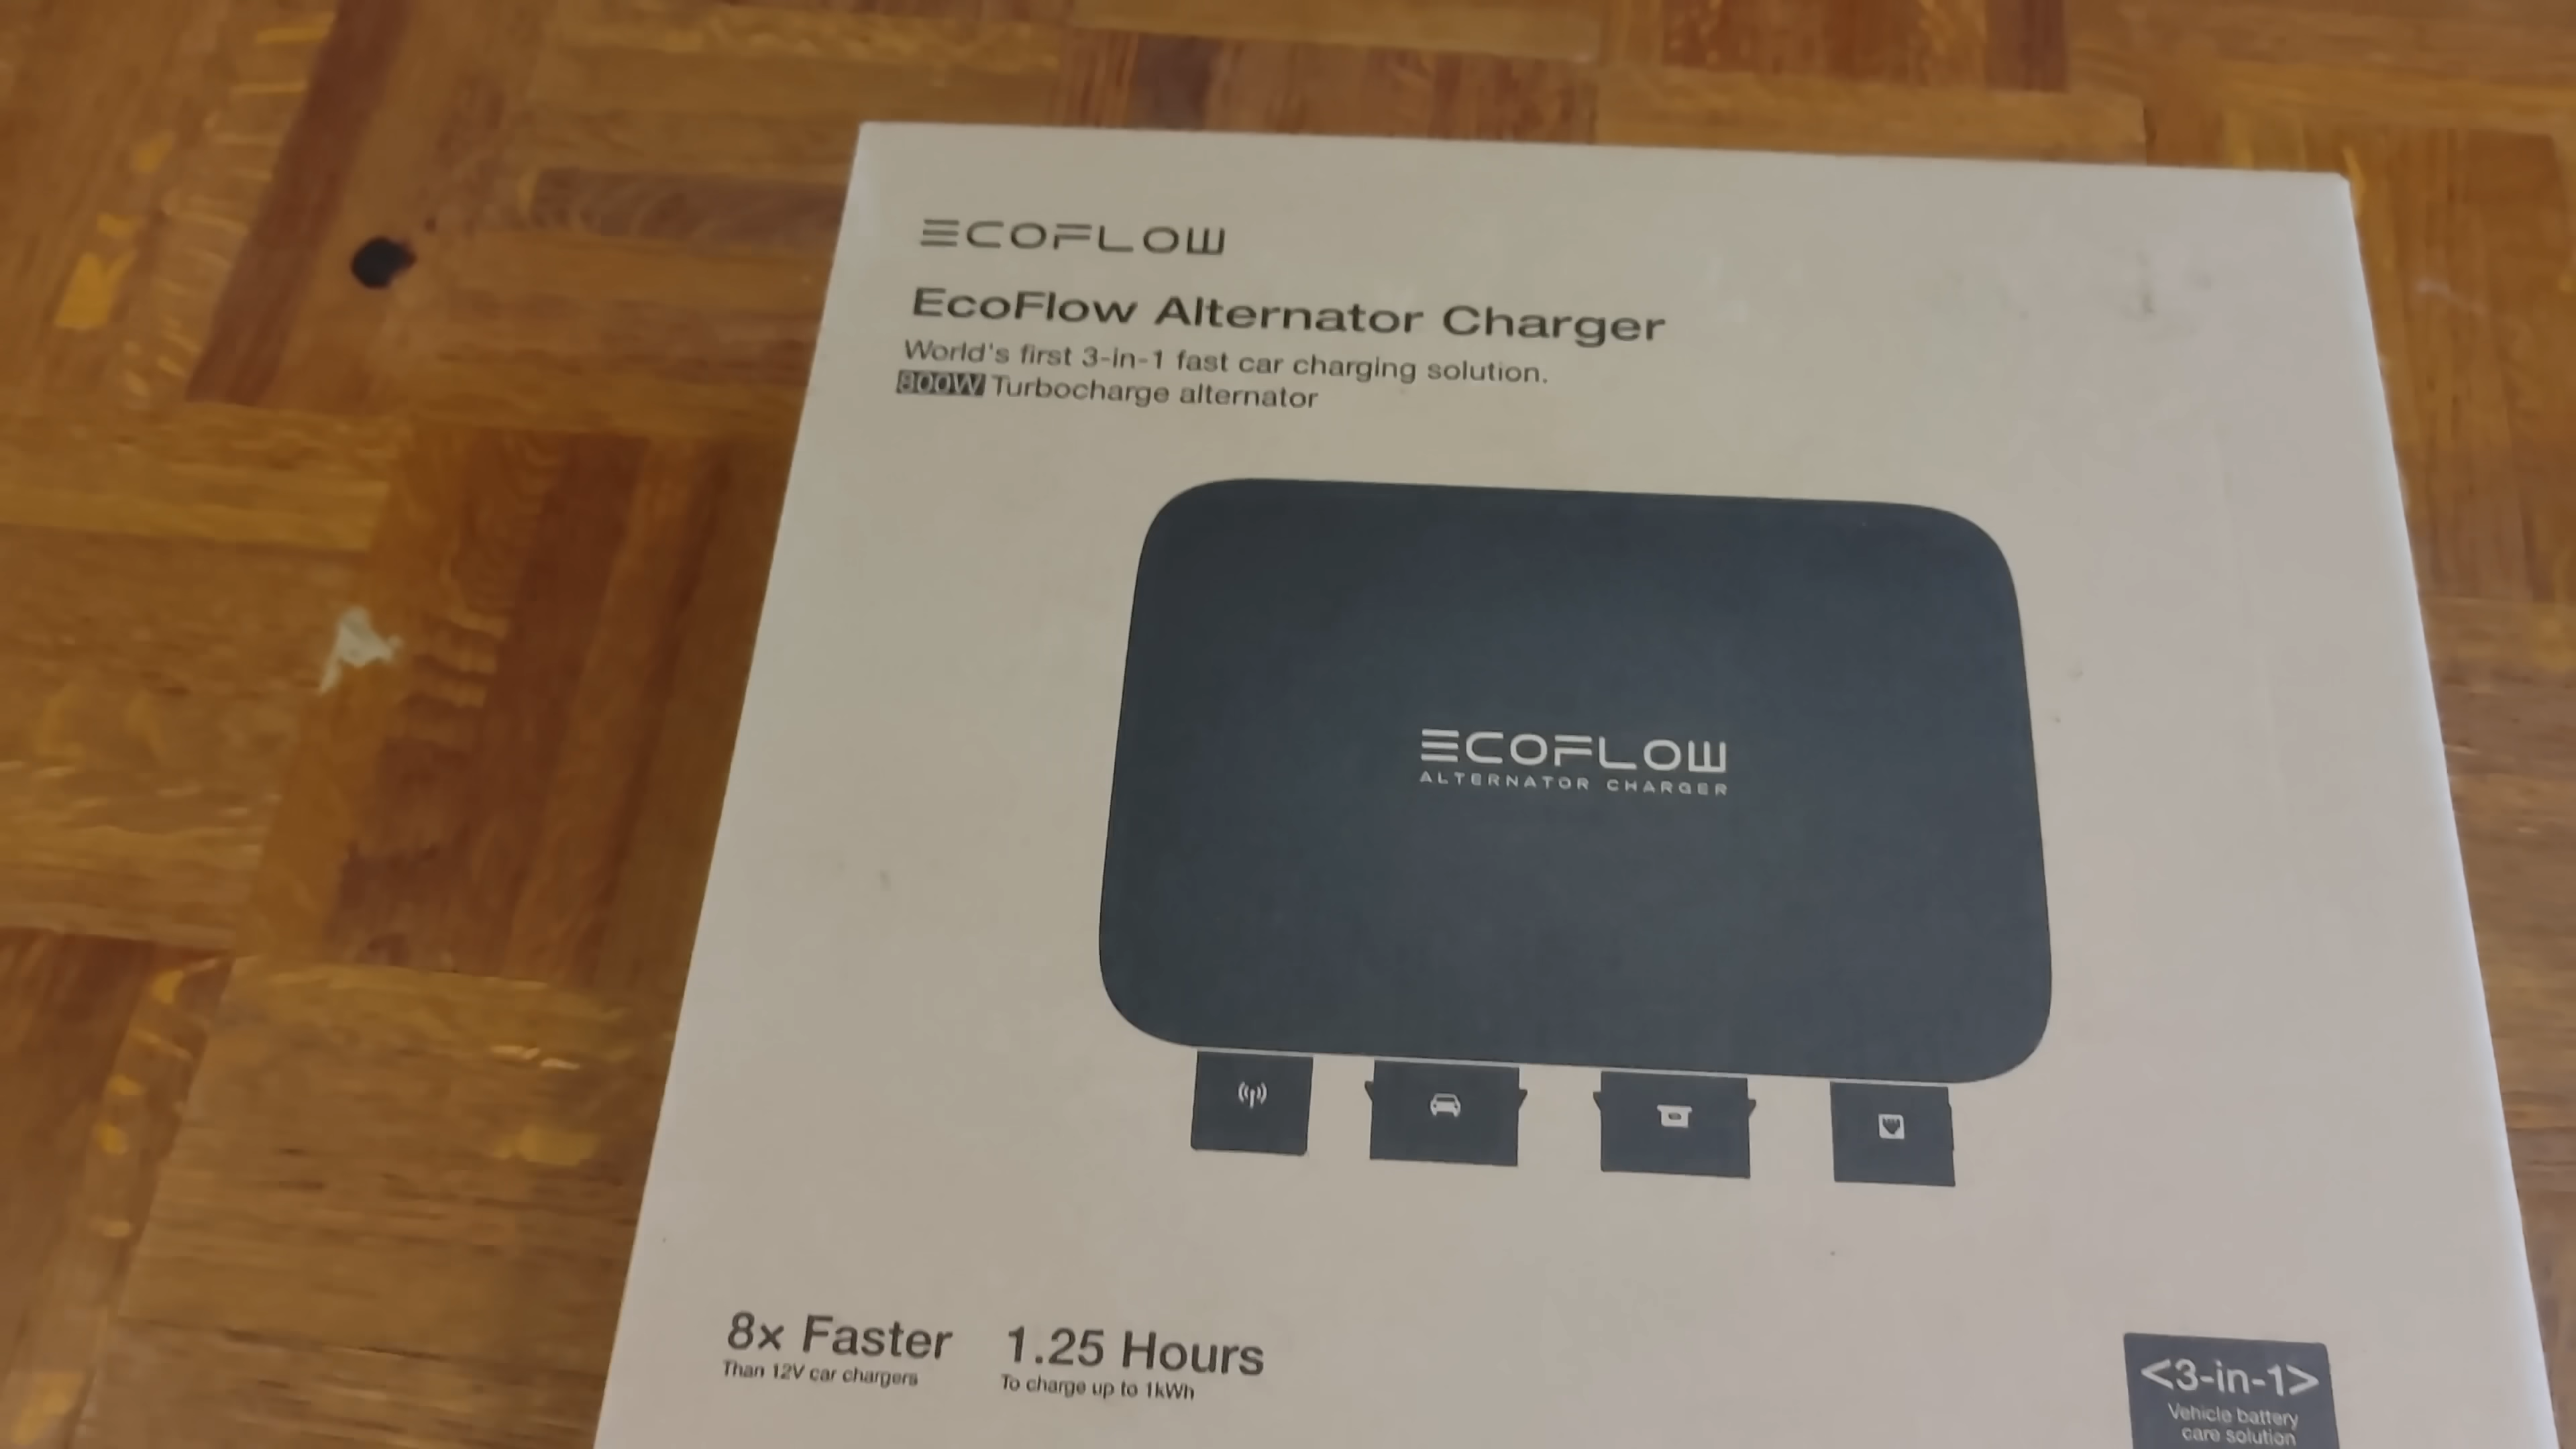 ECOFLOW
EcoFlow Alternator Charger
World's first 3-in-1 fast car charging solution.
800W Turbocharge alternator
ECOFLOW
ALTERNATOR CHARGER
8x Faster
Than 12V car chargers
1.25 Hours
To charge up to 1kWh
<3-in-1>
Vehicle battery
care solution